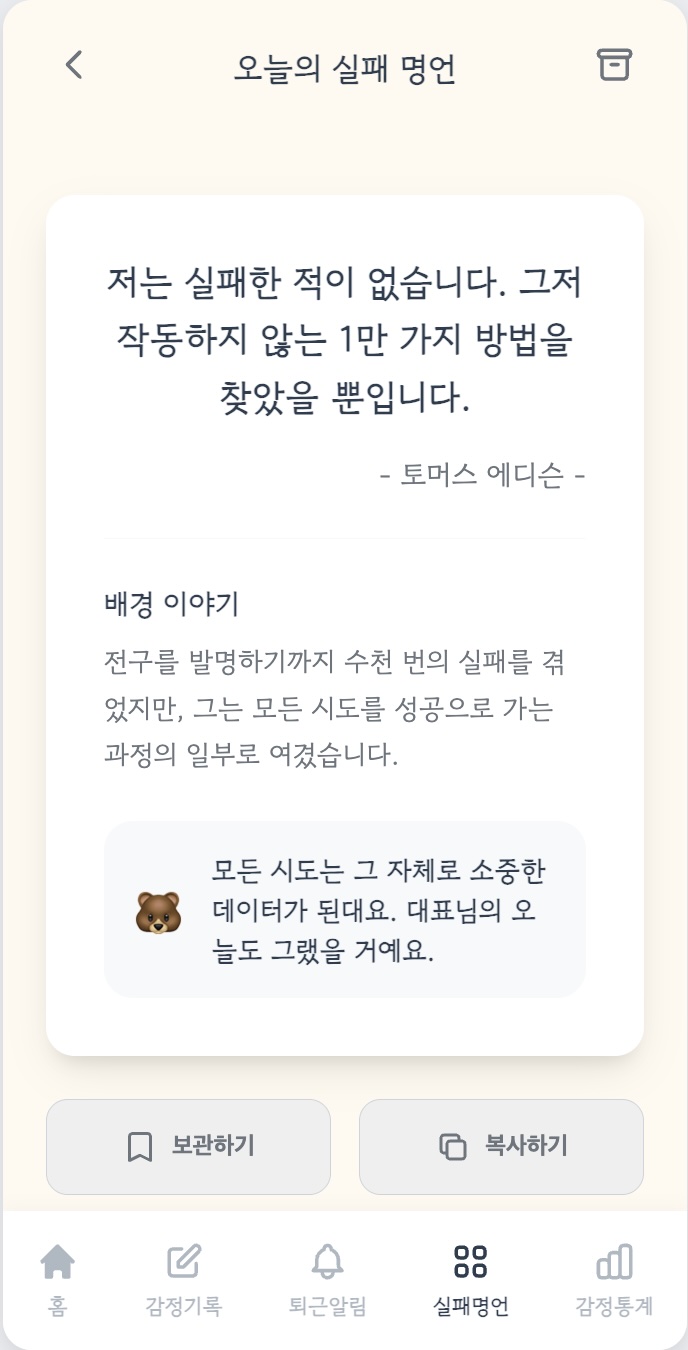 오늘의 실패 명언
저는 실패한 적이 없습니다. 그저
작동하지 않는 1만 가지 방법을
찾았을 뿐입니다.
- 토머스 에디슨 -
배경 이야기
전구를 발명하기까지 수천 번의 실패를 겪
었지만, 그는 모든 시도를 성공으로 가는
과정의 일부로 여겼습니다.
모든 시도는 그 자체로 소중한
데이터가 된대요. 대표님의 오
늘도 그랬을 거예요.
보관하기
복사하기
홈
감정기록
퇴근알림
실패명언
감정통계